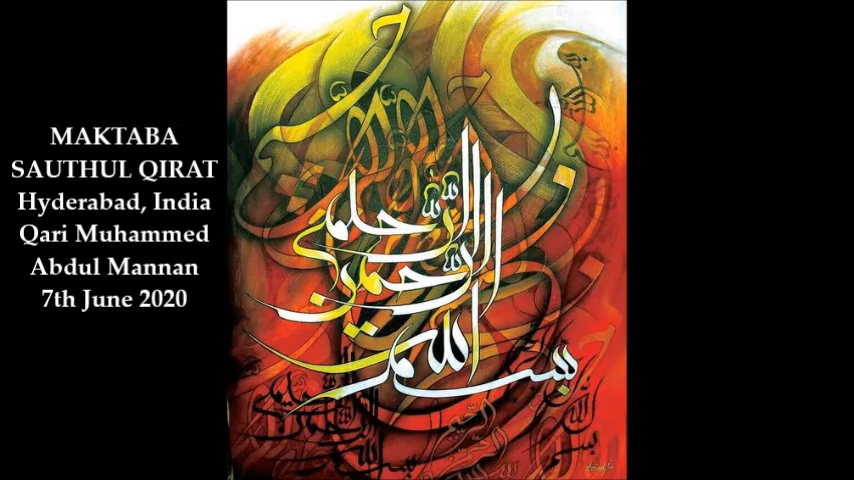 MAKTABA
SAUTHUL QIRAT
Hyderabad, India
Qari Muhammed
Abdul Mannan
7th June 2020
بسم الله
الرحمن
الرحيم